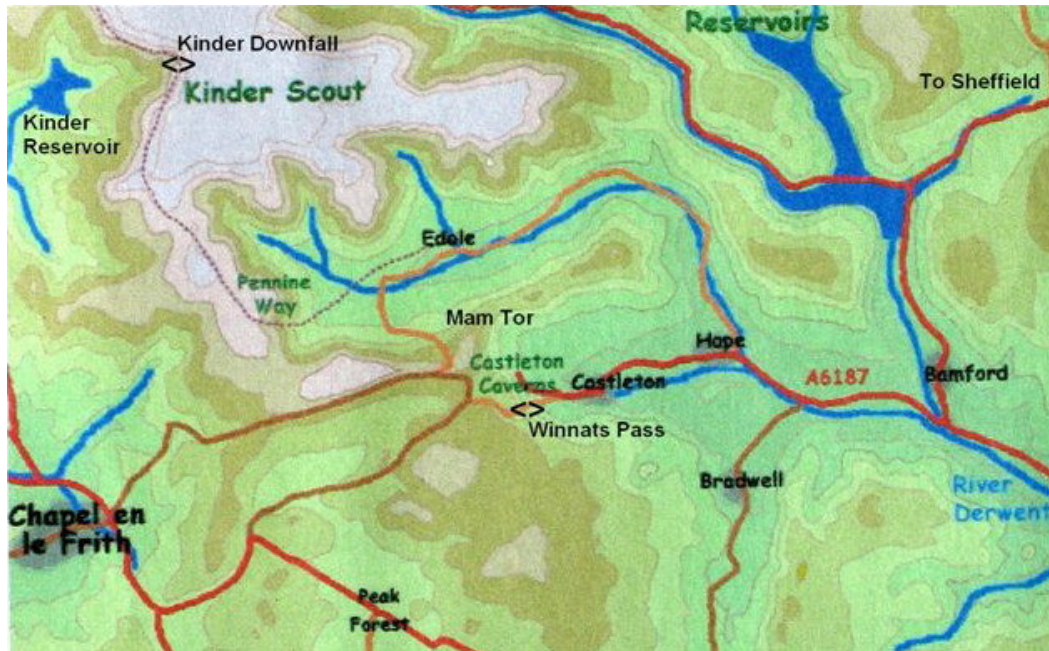 Kinder Downfall
<>
Kinder Scout
Kinder
Reservoir
Reservoirs
To Sheffield
Edale
Pennine
Way
Mam Tor
Castleton
Caverns
Castleton
Hope
A6187
Bamford
<>
Winnats Pass
Bradwell
River
Derwent
Chapel en
le Frith
Peak
Forest